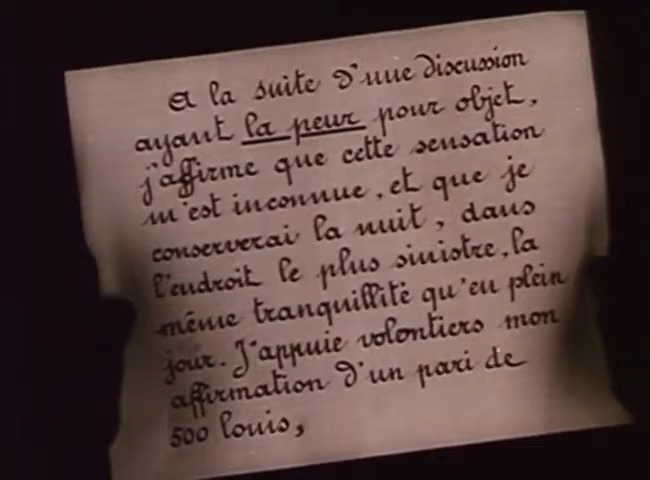 A la suite d'une discussion
ayant la peur pour objet,
j'affirme que cette sensation
m'est inconnue, et que je
conserverai la nuit, dans
l'endroit le plus sinistre, la
même tranquillité qu'en plein
jour. J'appuie volontiers mon
affirmation d'un pari de
500 louis,